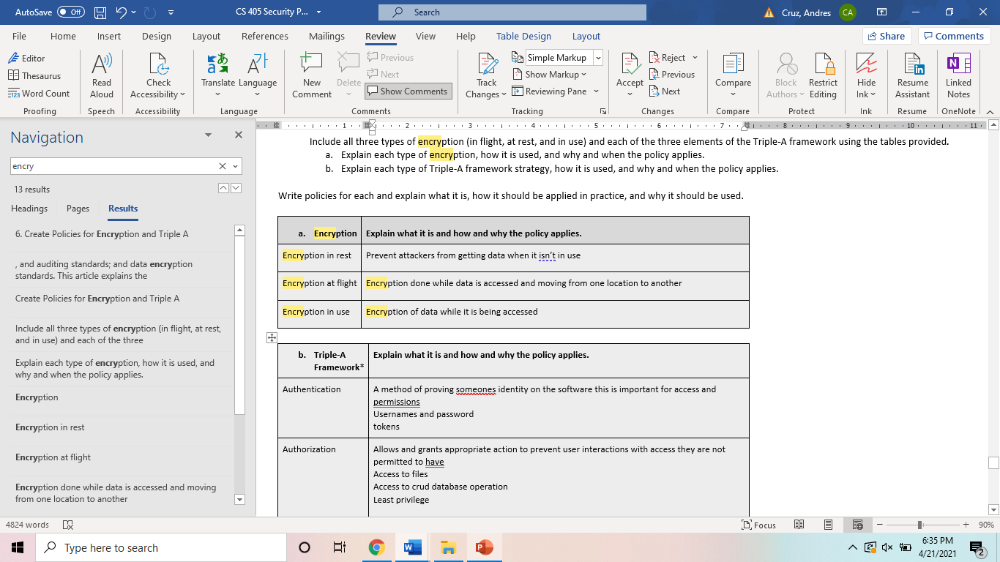 AutoSave Off CS 405 Security P... Search Cruz, Andres CA
File Home Insert Design Layout References Mailings Review View Help Table Design Layout Share Comments
Editor
Thesaurus
Word Count
Proofing
Read Aloud
Speech
Check Accessibility
Accessibility
Translate Language
Language
New Comment
Delete
Previous
Next
Show Comments
Comments
Track Changes
Simple Markup
Show Markup
Reviewing Pane
Tracking
Accept
Reject
Previous
Next
Changes
Compare
Compare
Block Authors
Restrict Editing
Protect
Hide Ink
Ink
Resume Assistant
Resume
Linked Notes
OneNote
Navigation
encry
13 results
Headings Pages Results
6. Create Policies for Encryption and Triple A
, and auditing standards; and data encryption
standards. This article explains the
Create Policies for Encryption and Triple A
Include all three types of encryption (in flight, at rest,
and in use) and each of the three
Explain each type of encryption, how it is used, and
why and when the policy applies.
Encryption
Encryption in rest
Encryption at flight
Encryption done while data is accessed and moving
from one location to another
1 2 3 4 5 6 7 8 9 10 11
Include all three types of encryption (in flight, at rest, and in use) and each of the three elements of the Triple-A framework using the tables provided.
a. Explain each type of encryption, how it is used, and why and when the policy applies.
b. Explain each type of Triple-A framework strategy, how it is used, and why and when the policy applies.
Write policies for each and explain what it is, how it should be applied in practice, and why it should be used.
a. Encryption Explain what it is and how and why the policy applies.
Encryption in rest Prevent attackers from getting data when it isn't in use
Encryption at flight Encryption done while data is accessed and moving from one location to another
Encryption in use Encryption of data while it is being accessed
b. Triple-A Explain what it is and how and why the policy applies.
Framework*
Authentication A method of proving someones identity on the software this is important for access and
permissions
Usernames and password
tokens
Authorization Allows and grants appropriate action to prevent user interactions with access they are not
permitted to have
Access to files
Access to crud database operation
Least privilege
4824 words Focus 90%
Type here to search 6:35 PM
4/21/2021 2